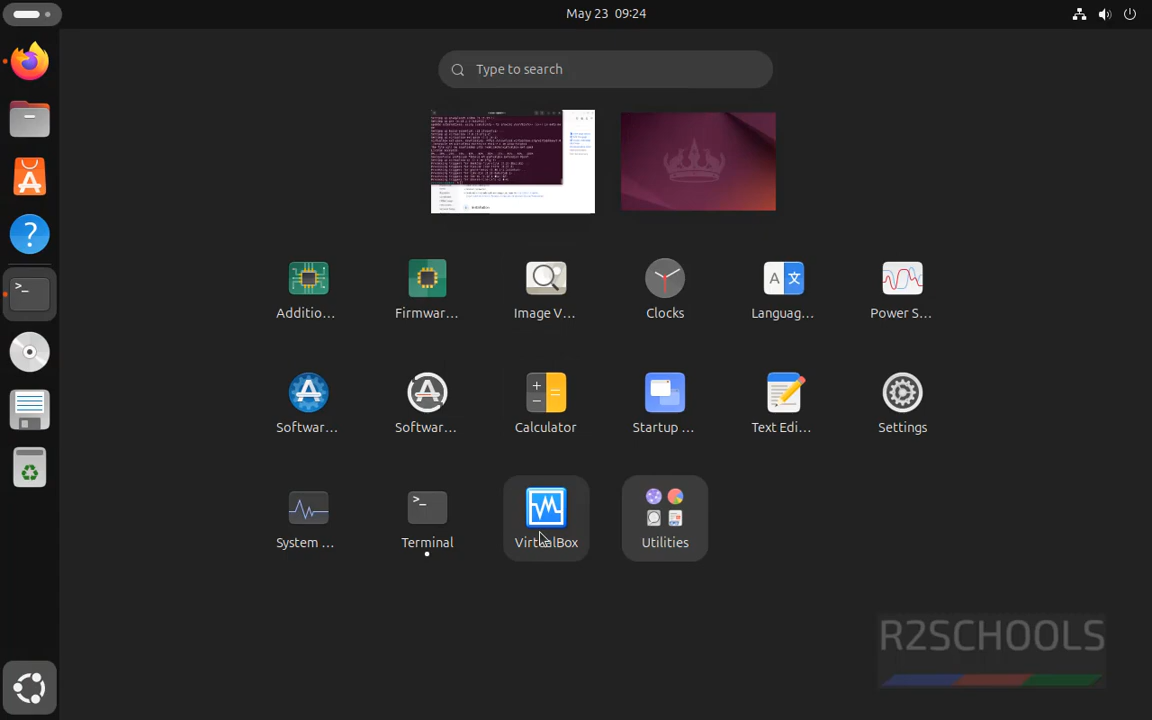 May 23 09:24
Type to search
Additio...
Firmwar...
Image V...
Clocks
Languag...
Power S...
Softwar...
Softwar...
Calculator
Startup ...
Text Edi...
Settings
System ...
Terminal
VirtualBox
Utilities
R2SCHOOLS